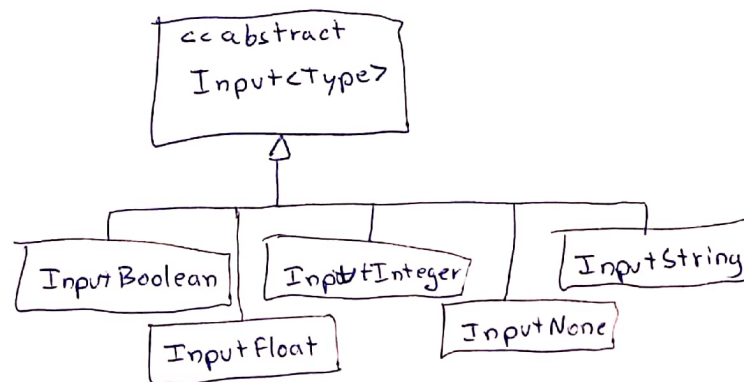 <<abstract
Input<Type>
InputBoolean
InputInteger
InputString
InputFloat
InputNone